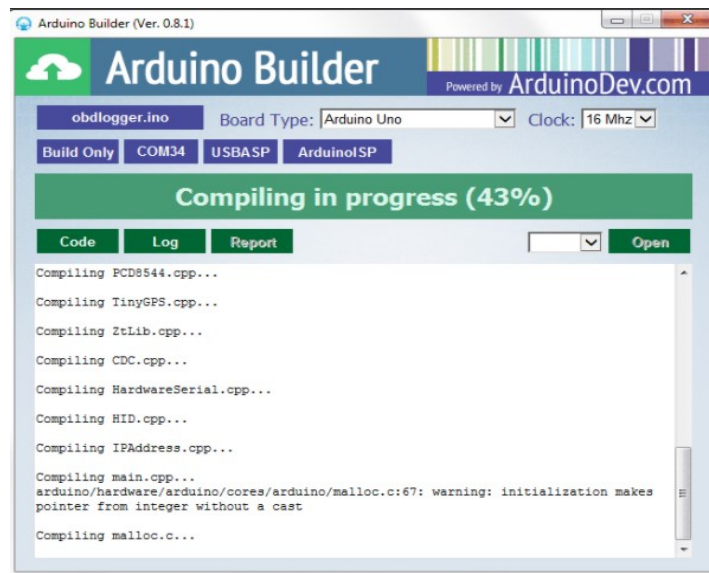 Arduino Builder (Ver. 0.8.1)
Arduino Builder
Powered by ArduinoDev.com
obdlogger.ino Board Type: Arduino Uno Clock: 16 Mhz
Build Only COM34 USBASP ArduinoISP
Compiling in progress (43%)
Code Log Report Open
Compiling PCD8544.cpp...
Compiling TinyGPS.cpp...
Compiling ZtLib.cpp...
Compiling CDC.cpp...
Compiling HardwareSerial.cpp...
Compiling HID.cpp...
Compiling IPAddress.cpp...
Compiling main.cpp...
arduino/hardware/arduino/cores/arduino/malloc.c:67: warning: initialization makes
pointer from integer without a cast
Compiling malloc.c...